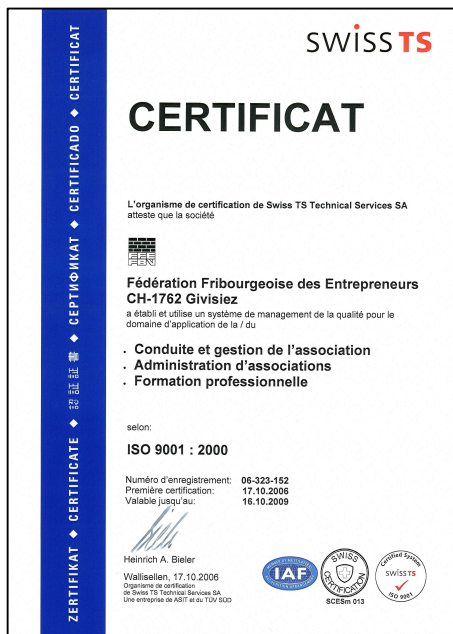 swiss TS
CERTIFICAT
L'organisme de certification de Swiss TS Technical Services SA
atteste que la société
Fédération Fribourgeoise des Entrepreneurs
CH-1762 Givisiez
a établi et utilise un système de management de la qualité pour le
domaine d'application de la / du
. Conduite et gestion de l'association
. Administration d'associations
. Formation professionnelle
selon:
ISO 9001 : 2000
Numéro d'enregistrement: 06-323-152
Première certification: 17.10.2006
Valable jusqu'au: 16.10.2009
Heinrich A. Bieler
Wallisellen, 17.10.2006
Organisme de certification
de Swiss TS Technical Services SA
Une entreprise de ASIT et du TÜV SÜD
IAF
SWISS
CERTIFICATION
SCESm 013
Certified System
swiss TS
ISO 9001
ZERTIFIKAT ◆ CERTIFICATE ◆ 認証証書 ◆ СЕРТИФИКАТ ◆ CERTIFICADO ◆ CERTIFICAT